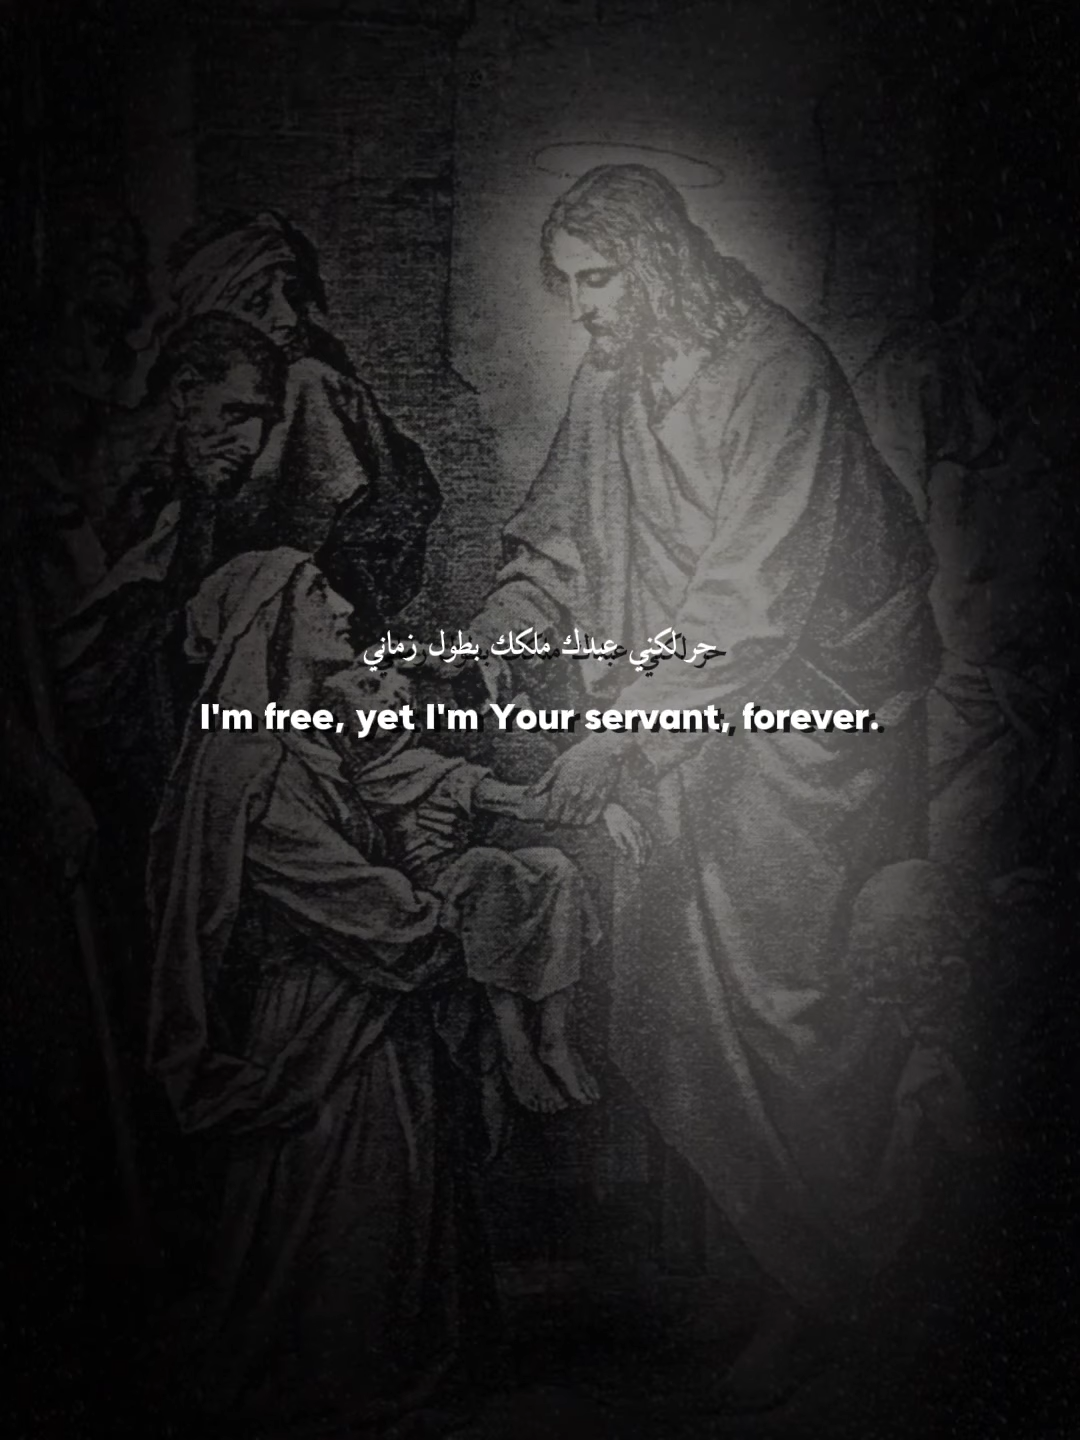 حر لكني عبدك ملكك بطول زماني
I'm free, yet I'm Your servant, forever.